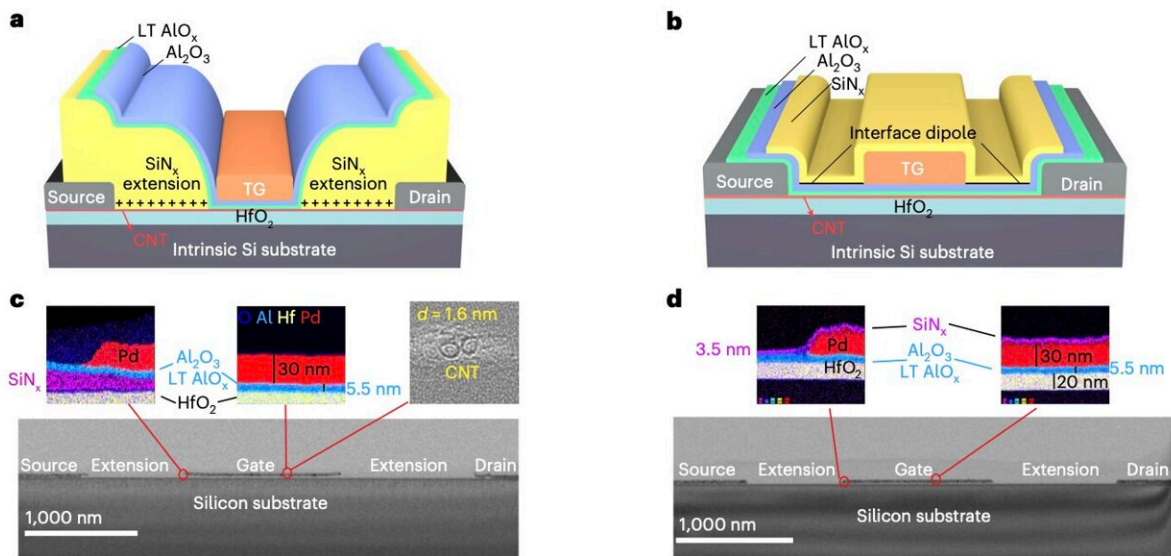 a
LT AlOₓ
Al₂O₃
SiNₓ
extension
SiNₓ
extension
TG
Source
Drain
+++++++++
+++++++++
HfO₂
CNT
Intrinsic Si substrate
b
LT AlOₓ
Al₂O₃
SiNₓ
Interface dipole
TG
Source
Drain
HfO₂
CNT
Intrinsic Si substrate
c
Pd
SiNₓ
Al₂O₃
LT AlOₓ
HfO₂
Al Hf Pd
30 nm
5.5 nm
d = 1.6 nm
CNT
Source Extension Gate Extension Drain
Silicon substrate
1,000 nm
d
3.5 nm
Pd
HfO₂
SiNₓ
Al₂O₃
LT AlOₓ
30 nm
5.5 nm
20 nm
Source Extension Gate Extension Drain
Silicon substrate
1,000 nm